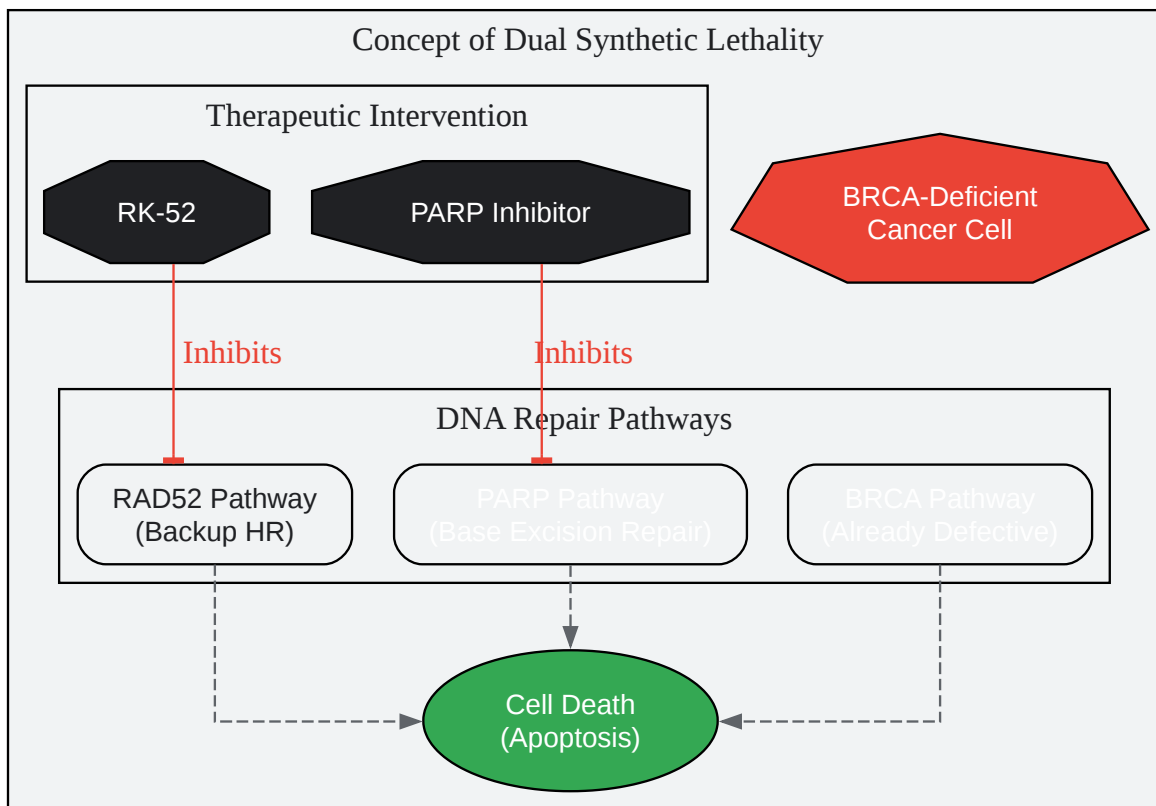 Concept of Dual Synthetic Lethality
Therapeutic Intervention
RK-52
PARP Inhibitor
BRCA-Deficient
Cancer Cell
Inhibits
Inhibits
DNA Repair Pathways
RAD52 Pathway
(Backup HR)
PARP Pathway
(Base Excision Repair)
BRCA Pathway
(Already Defective)
Cell Death
(Apoptosis)